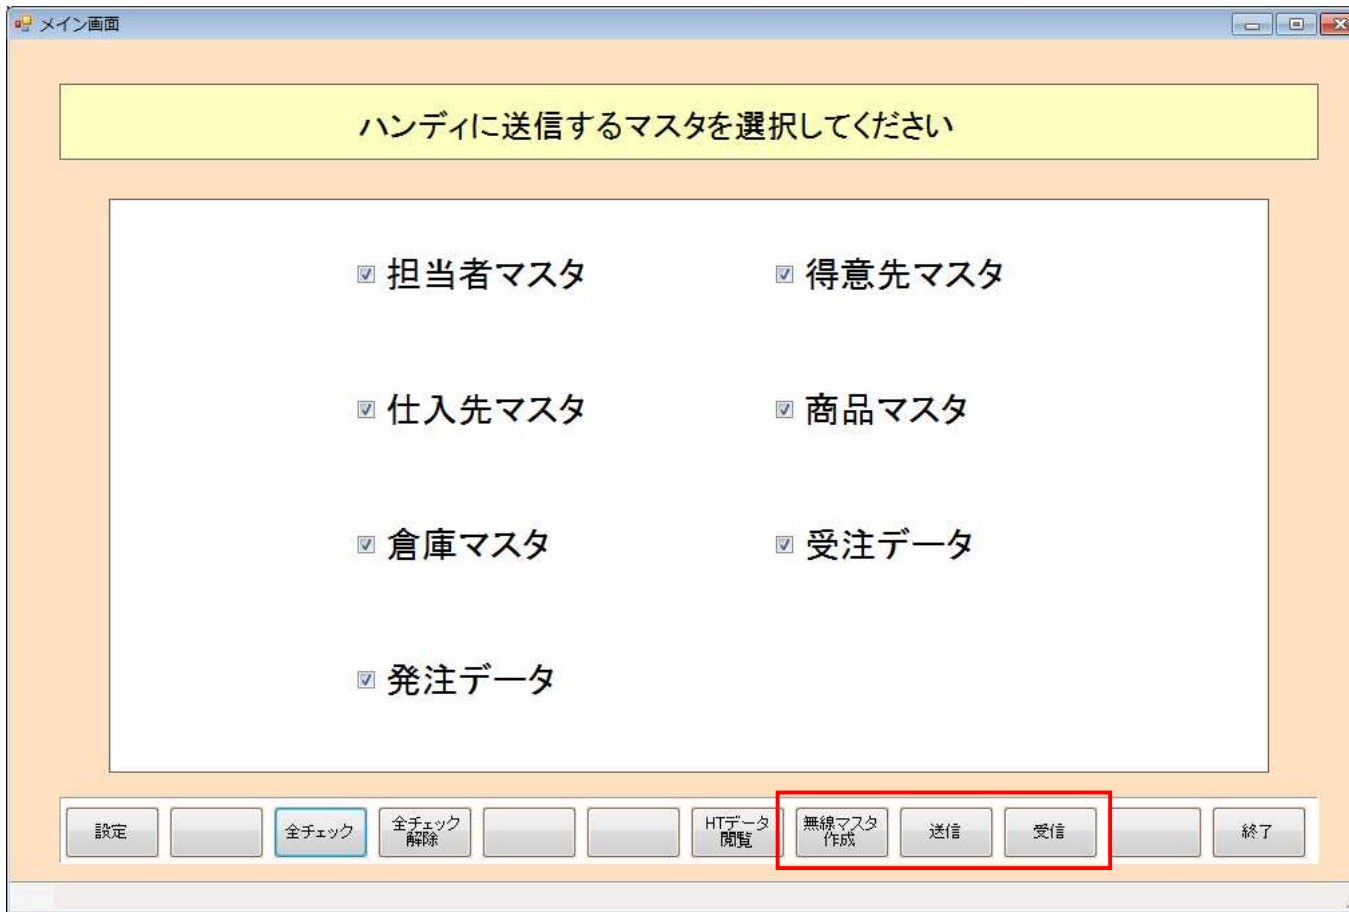 メイン画面
ハンディに送信するマスタを選択してください
担当者マスタ
得意先マスタ
仕入先マスタ
商品マスタ
倉庫マスタ
受注データ
発注データ
設定
全チェック
全チェック
解除
HTデータ
閲覧
無線マスタ
作成
送信
受信
終了